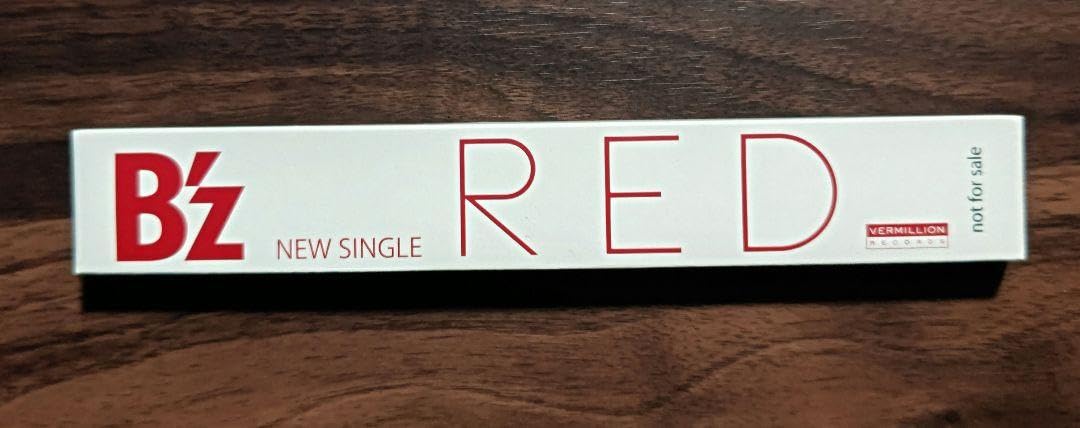 B'z
NEW SINGLE
RED
VERMILLION
RECORDS
not for sale